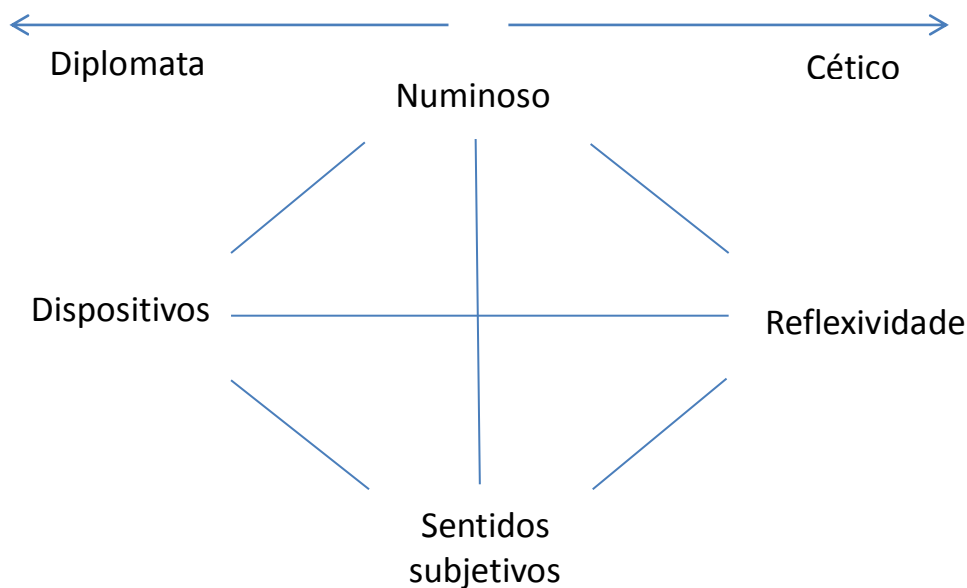 Diplomata
Cético
Numinoso
Dispositivos
Reflexividade
Sentidos
subjetivos